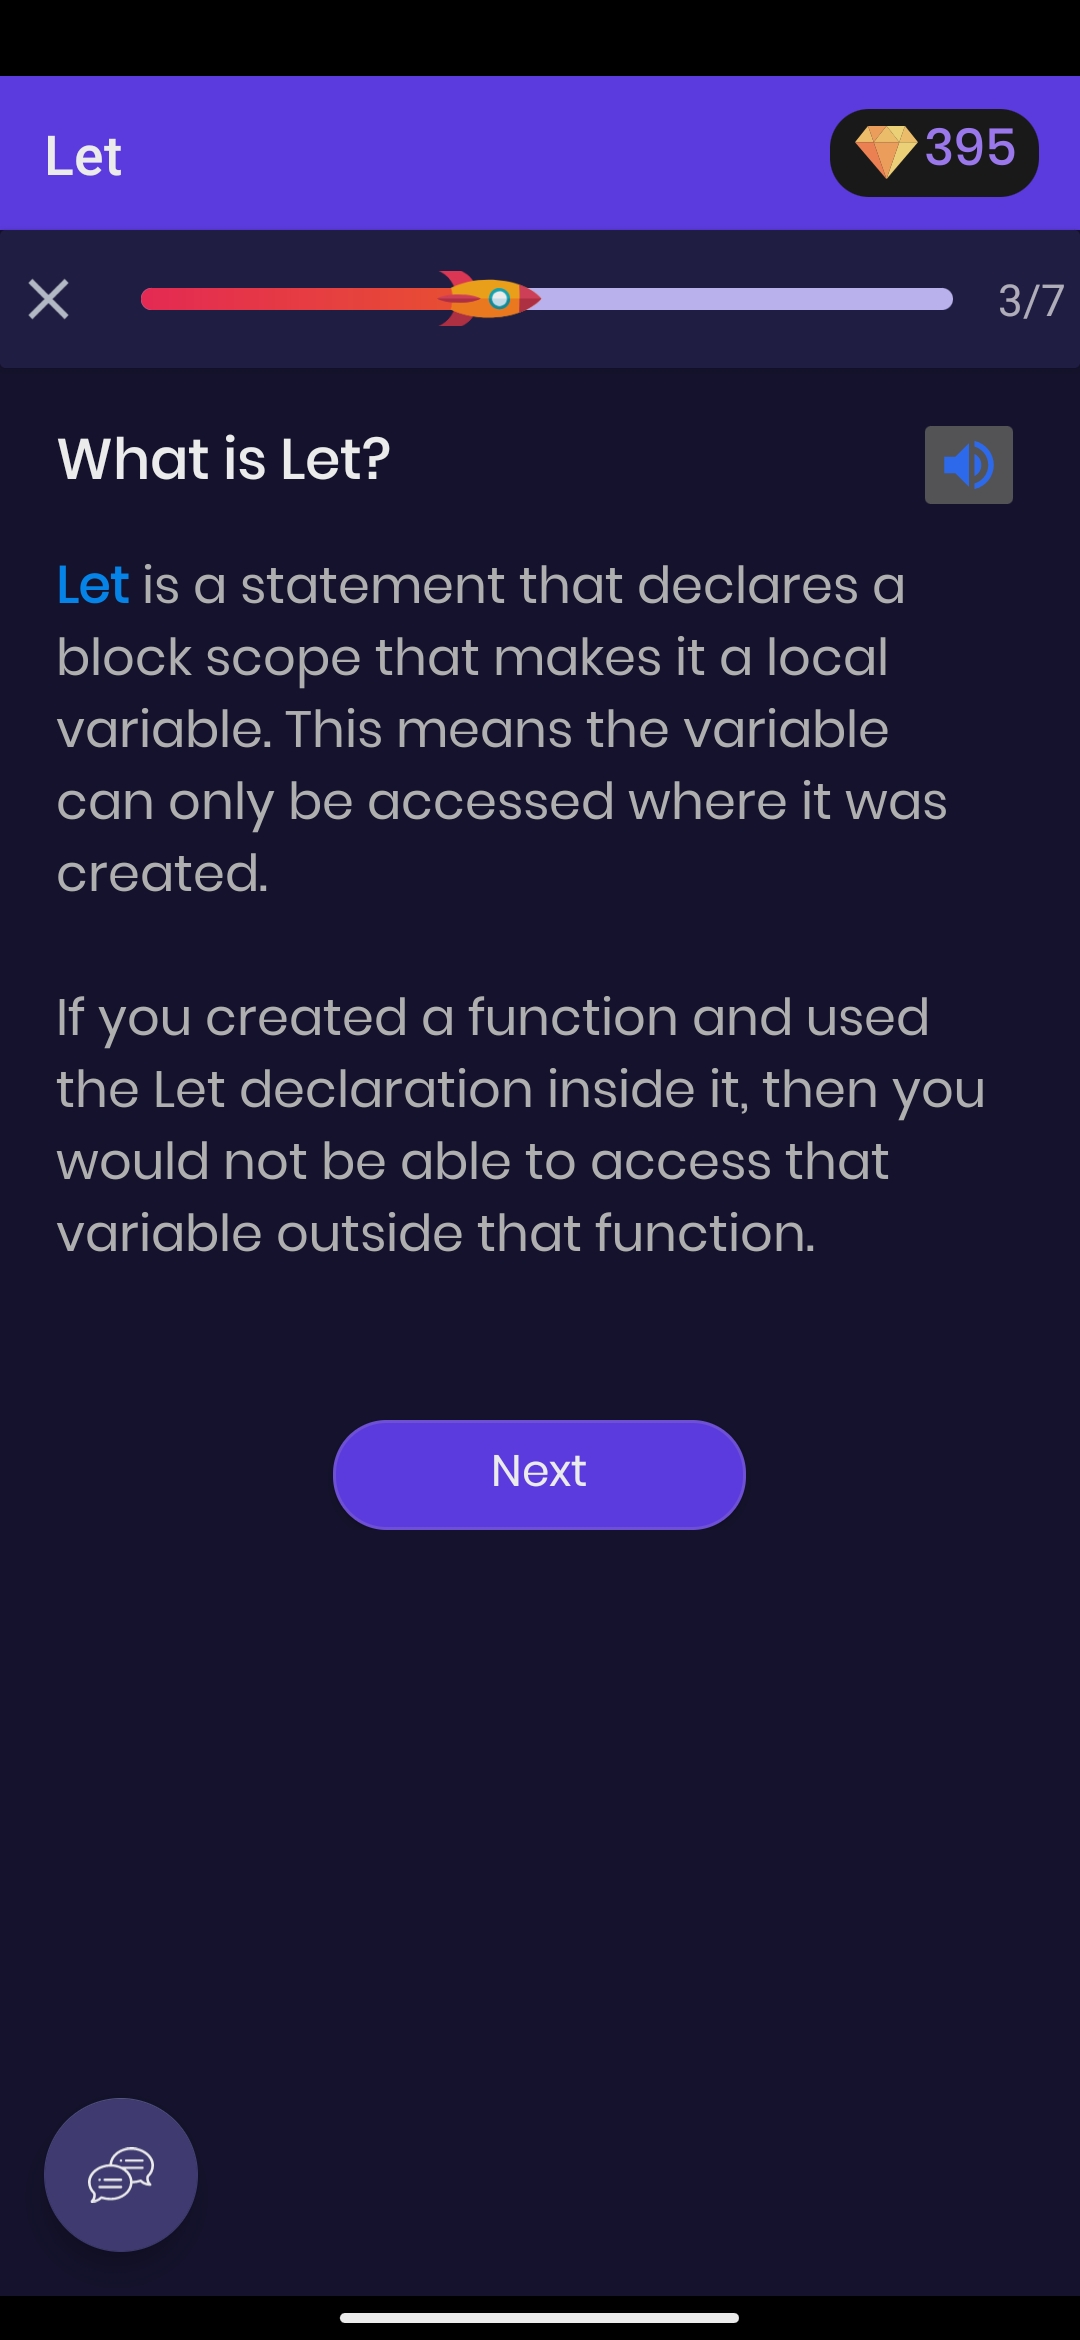 Let
395
3/7
What is Let?
Let is a statement that declares a
block scope that makes it a local
variable. This means the variable
can only be accessed where it was
created.
If you created a function and used
the Let declaration inside it, then you
would not be able to access that
variable outside that function.
Next